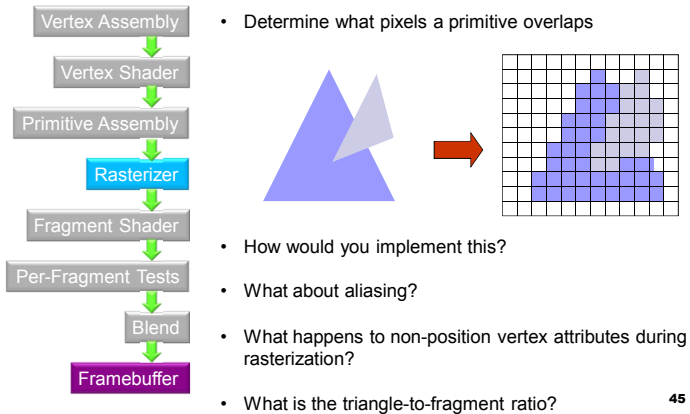 Vertex Assembly
Vertex Shader
Primitive Assembly
Rasterizer
Fragment Shader
Per-Fragment Tests
Blend
Framebuffer
• Determine what pixels a primitive overlaps
• How would you implement this?
• What about aliasing?
• What happens to non-position vertex attributes during
rasterization?
• What is the triangle-to-fragment ratio?
45